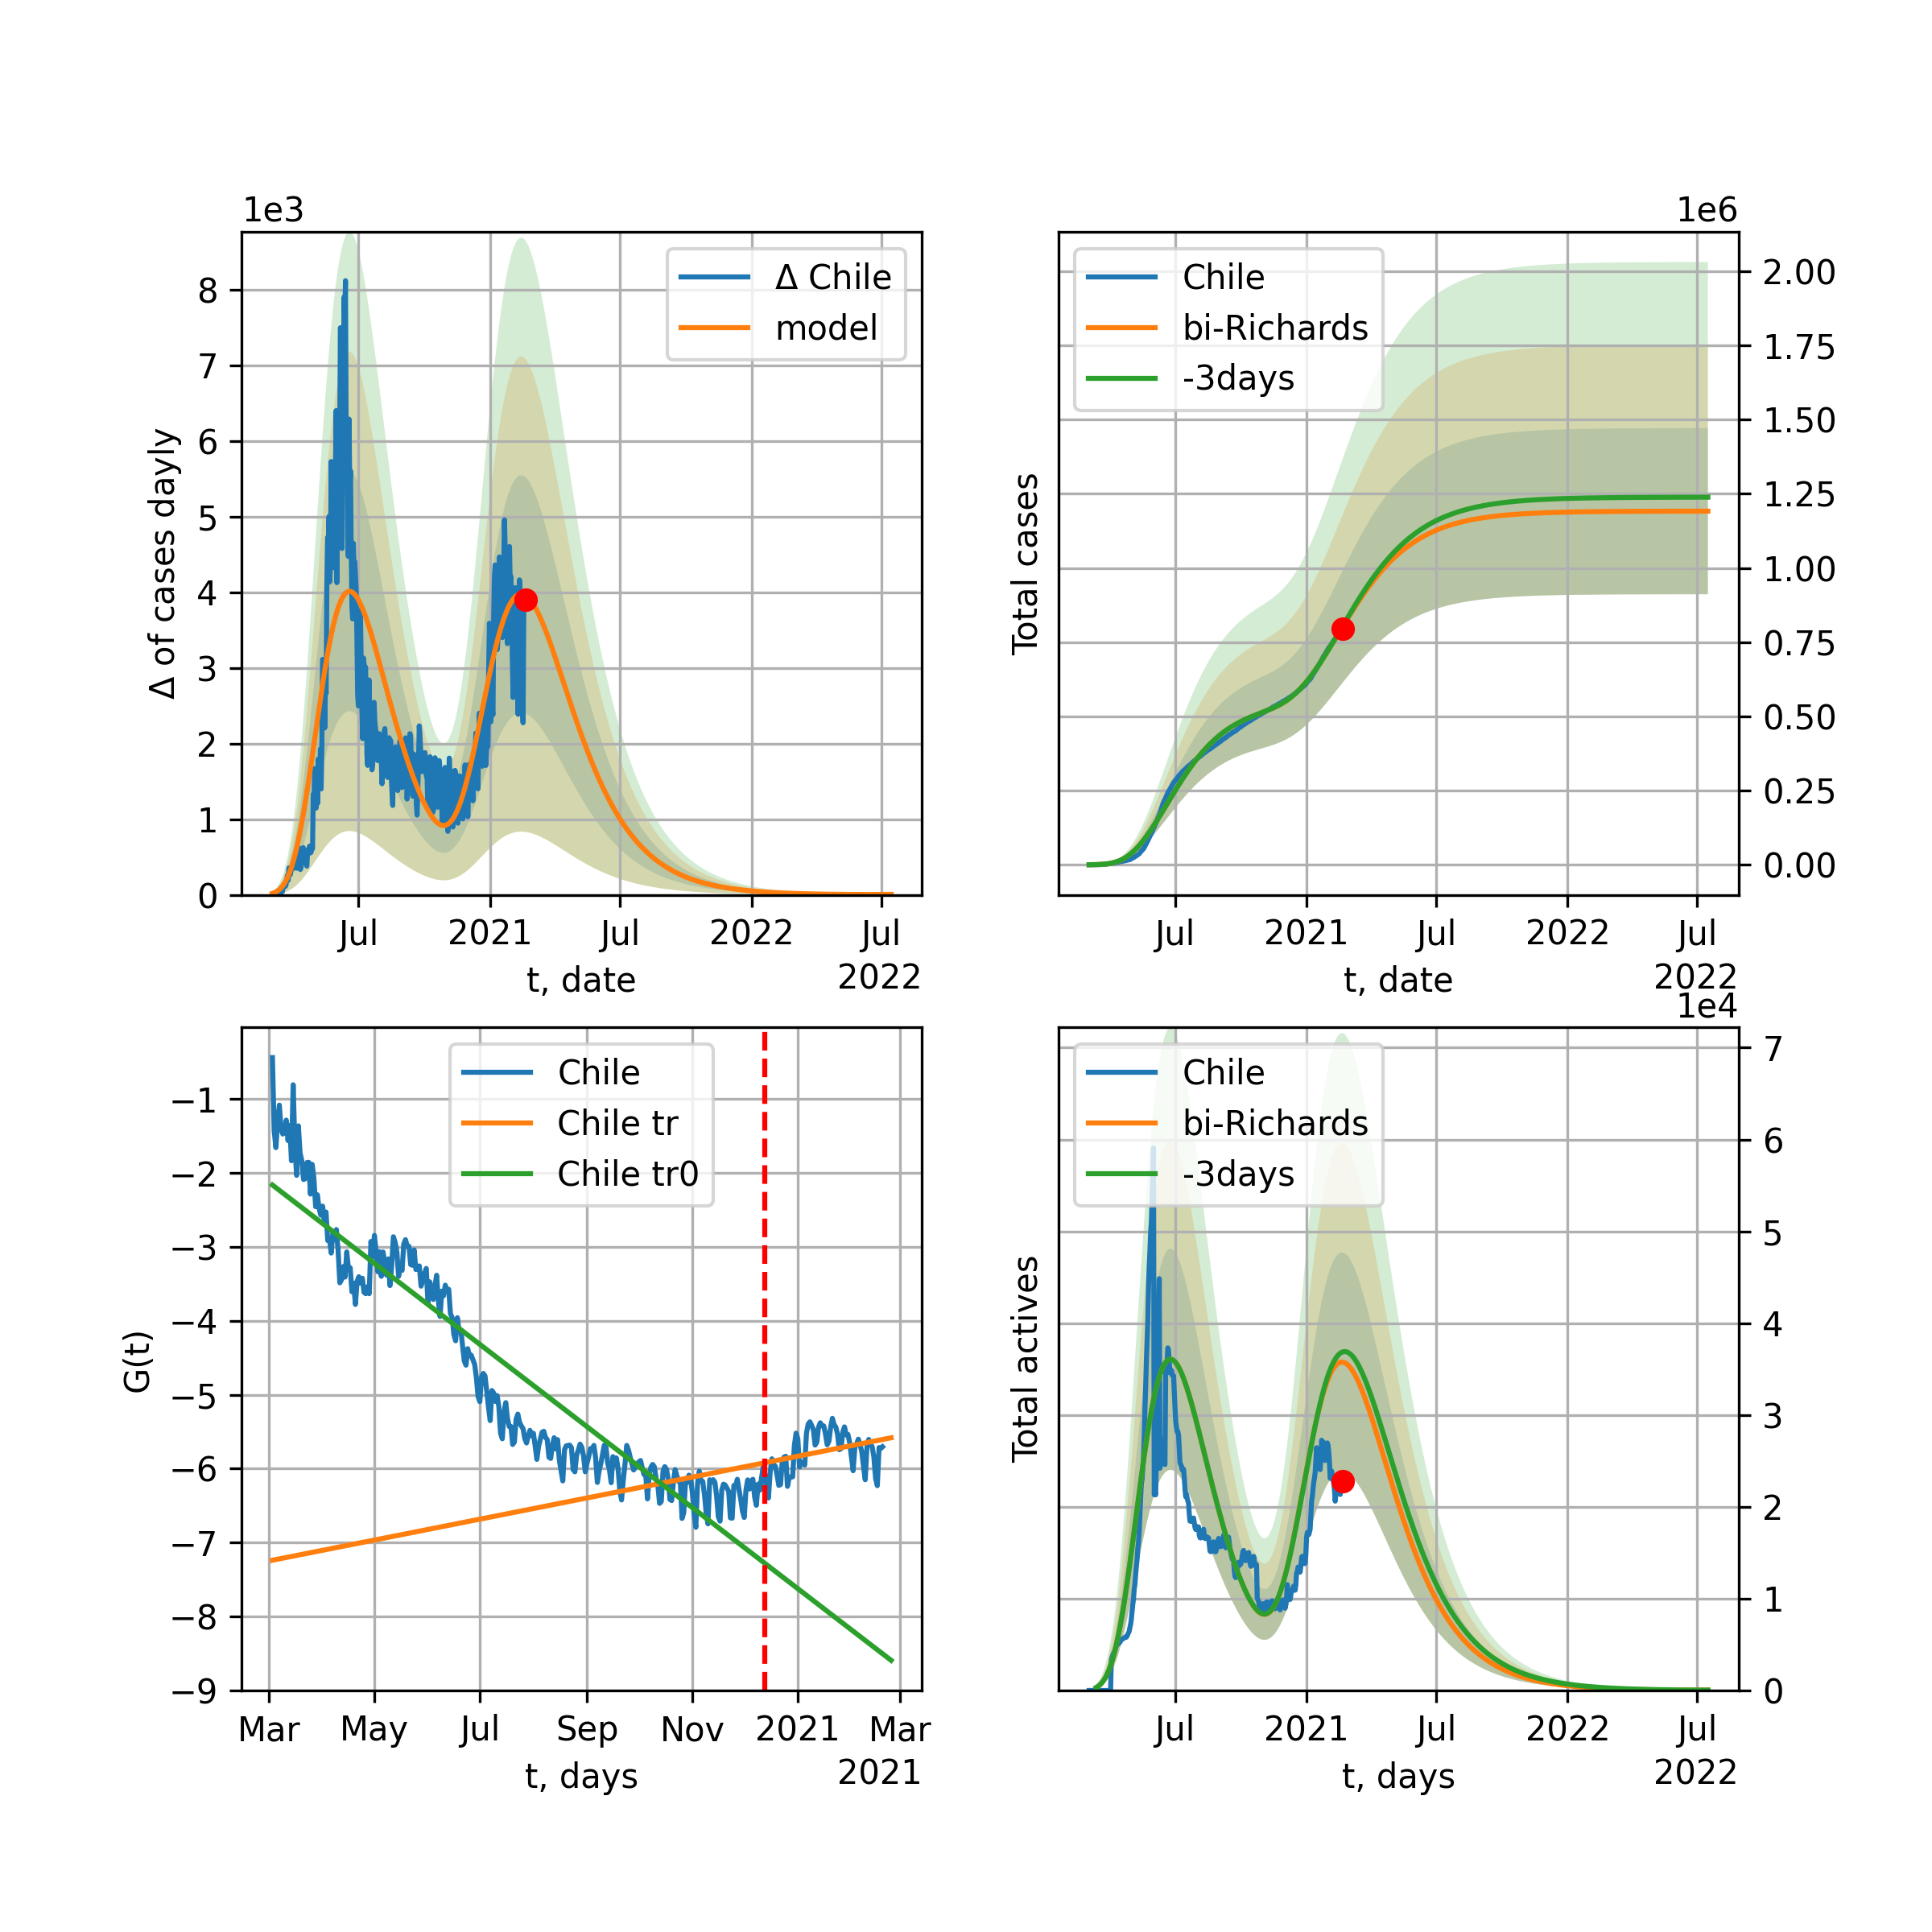 1e3
Δ of cases dayly
8
7
6
5
4
3
2
1
0
Δ Chile
model
Jul
2021
Jul
2022
Jul
2022
t, date
1e6
Total cases
Chile
bi-Richards
-3days
2.00
1.75
1.50
1.25
1.00
0.75
0.50
0.25
0.00
Jul
2021
Jul
2022
Jul
2022
t, date
G(t)
−1
−2
−3
−4
−5
−6
−7
−8
−9
Chile
Chile tr
Chile tr0
Mar
May
Jul
Sep
Nov
2021
Mar
2021
t, days
1e4
Total actives
Chile
bi-Richards
-3days
7
6
5
4
3
2
1
0
Jul
2021
Jul
2022
Jul
2022
t, days